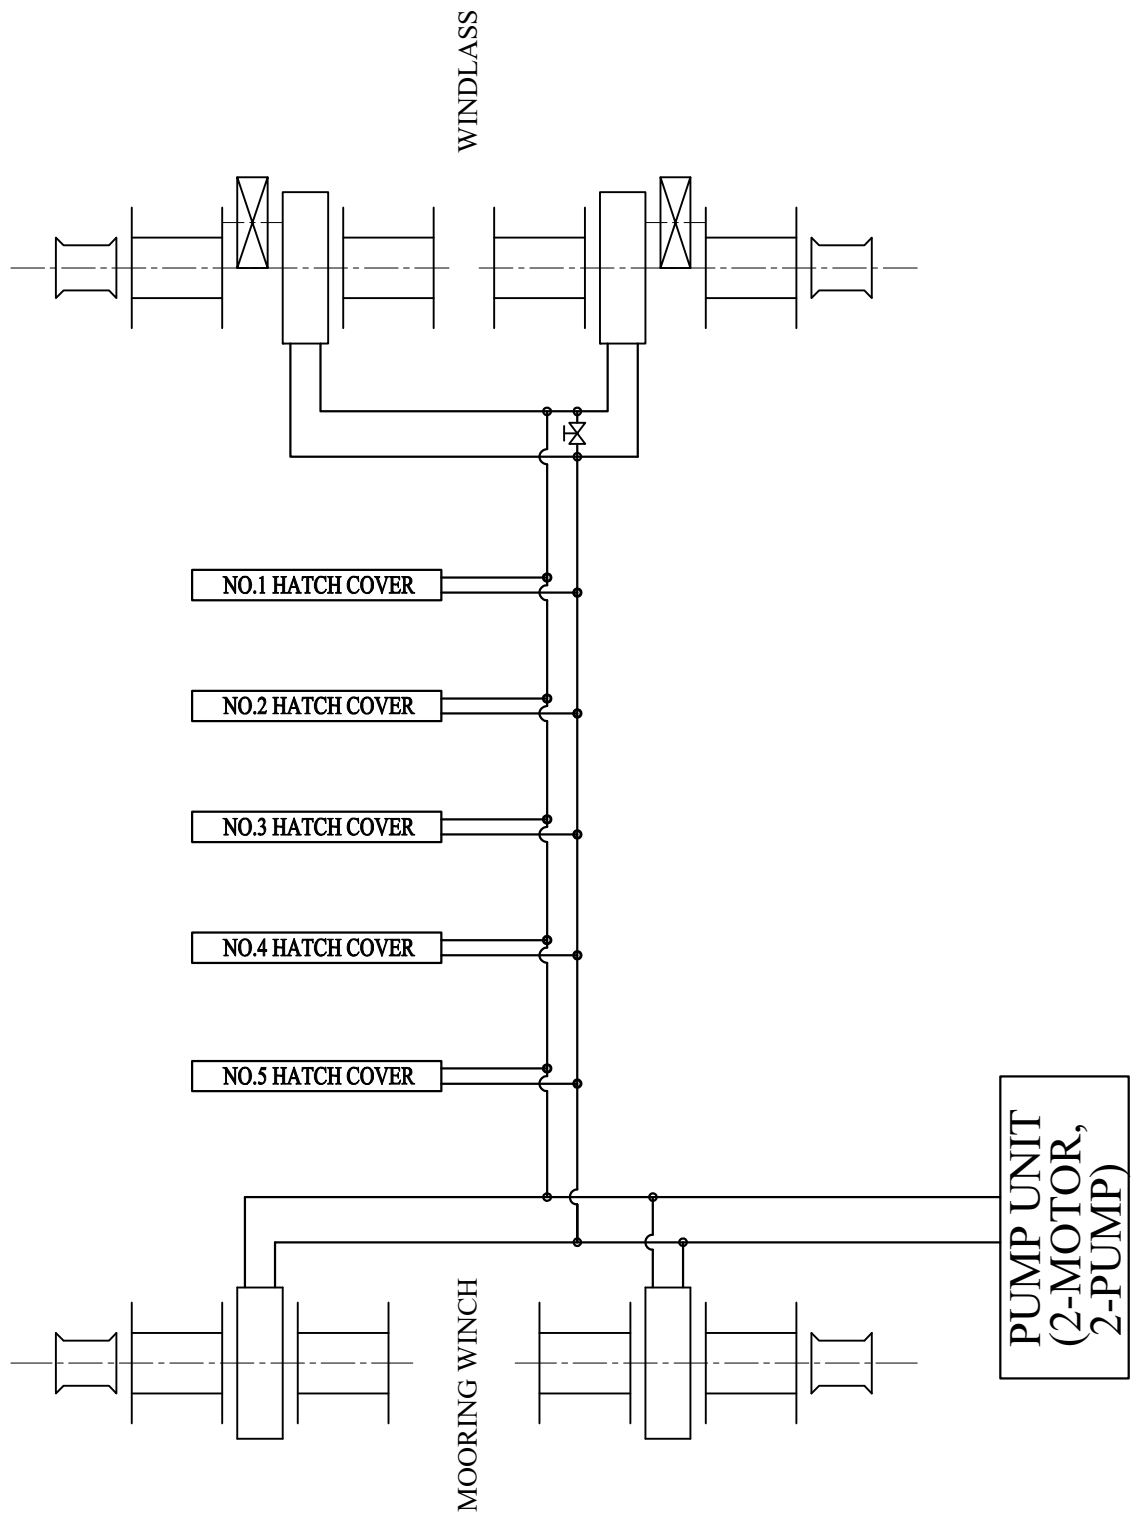 WINDLASS
NO.1 HATCH COVER
NO.2 HATCH COVER
NO.3 HATCH COVER
NO.4 HATCH COVER
NO.5 HATCH COVER
PUMP UNIT
(2-MOTOR,
2-PUMP)
MOORING WINCH